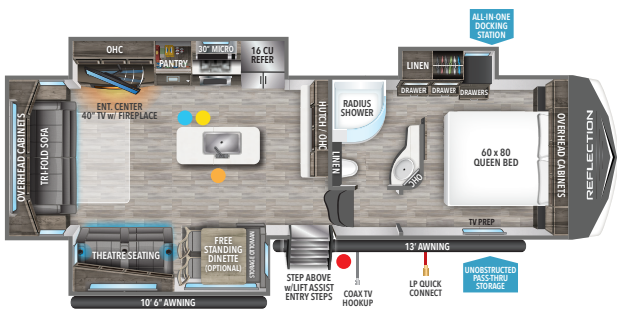 ALL-IN-ONE
DOCKING
STATION
OHC
PANTRY
30" MICRO
16 CU
REFER
LINEN
DRAWER
DRAWER
DRAWERS
ENT. CENTER
40" TV w/ FIREPLACE
OVERHEAD CABINETS
TRI-FOLD SOFA
HUTCH / OHC
RADIUS
SHOWER
LINEN
OHC
60 x 80
QUEEN BED
OVERHEAD CABINETS
REFLECTION
TV PREP
THEATRE SEATING
FREE
STANDING
DINETTE
(OPTIONAL)
WINDOW SHADES
13' AWNING
10' 6" AWNING
STEP ABOVE
w/LIFT ASSIST
ENTRY STEPS
COAX TV
HOOKUP
LP QUICK
CONNECT
UNOBSTRUCTED
PASS-THRU
STORAGE